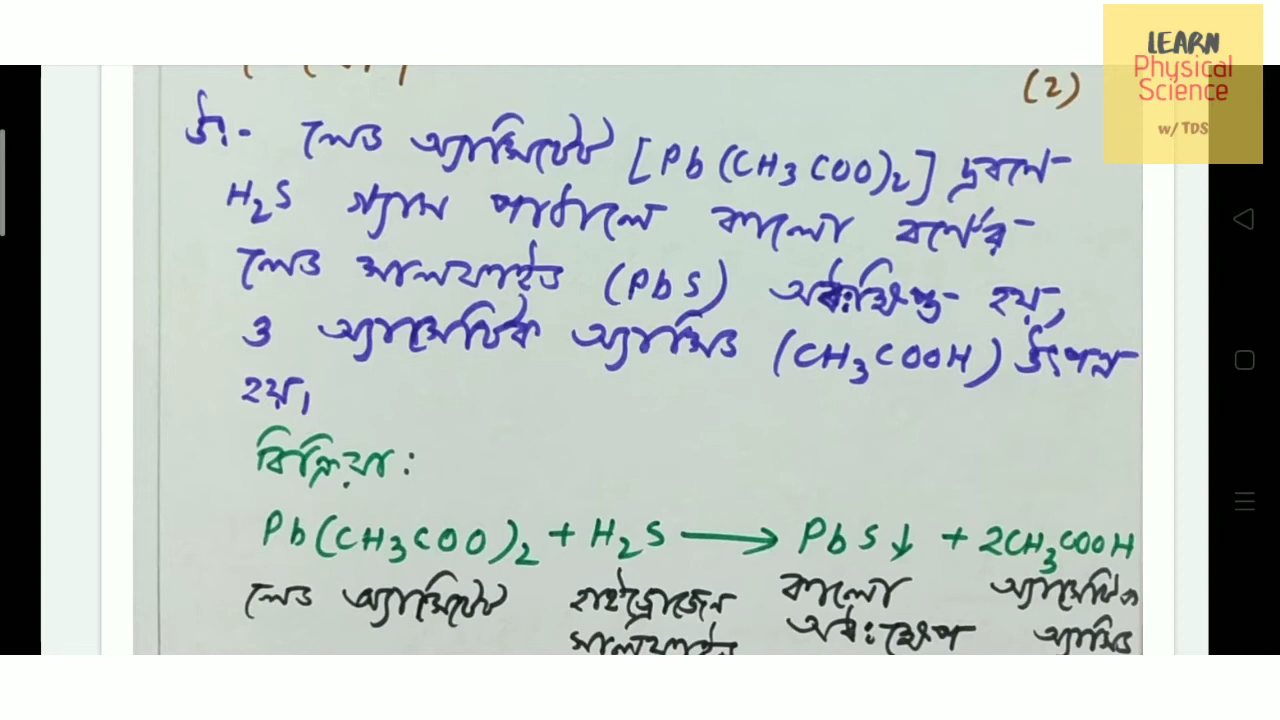 LEARN
Physical
Science
w/ TDS
(2)
উঃ- লেড অ্যাসিটেট [Pb(CH₃COO)₂] দ্রবণে
H₂S গ্যাস পাঠালে কালো বর্ণের
লেড সালফাইড (PbS) অধঃক্ষিপ্ত হয়,
ও অ্যাসেটিক অ্যাসিড (CH₃COOH) উৎপন্ন
হয়।
বিক্রিয়া:
Pb(CH₃COO)₂ + H₂S → PbS↓ + 2CH₃COOH
লেড অ্যাসিটেট হাইড্রোজেন কালো অ্যাসেটিক
সালফাইড অধঃক্ষেপ অ্যাসিড